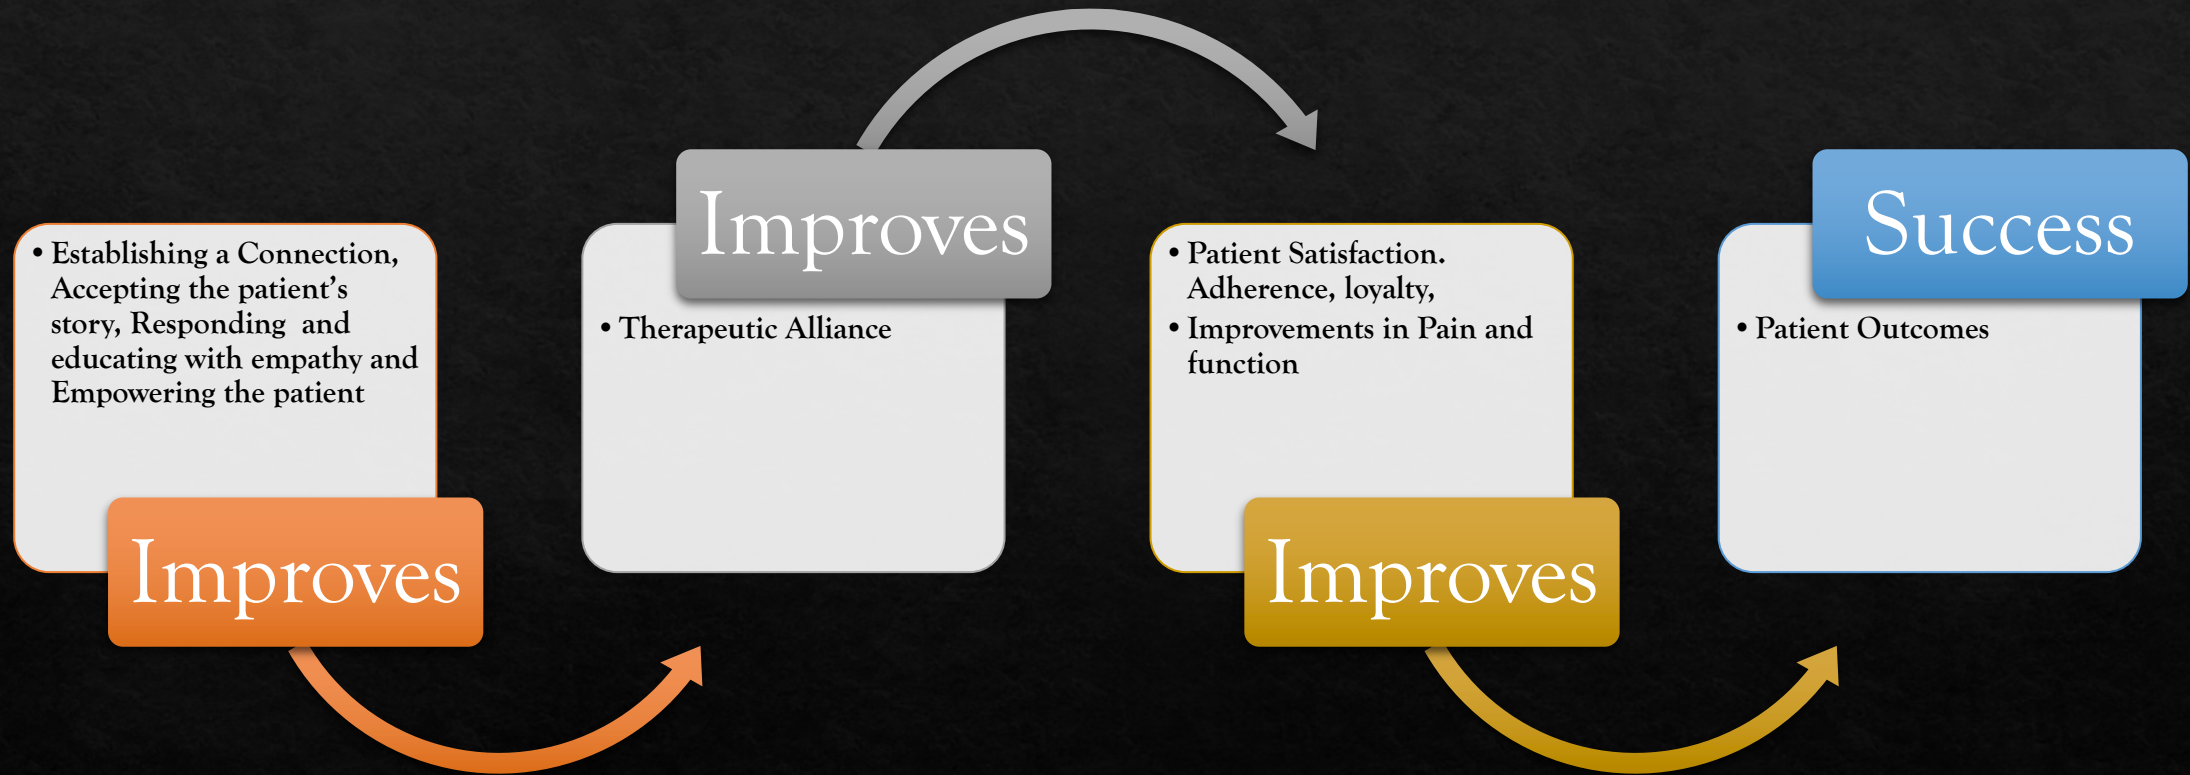 • Establishing a Connection,
Accepting the patient's
story, Responding  and
educating with empathy and
Empowering the patient
Improves
Improves
• Therapeutic Alliance
• Patient Satisfaction.
Adherence, loyalty,
• Improvements in Pain and
function
Improves
Success
• Patient Outcomes